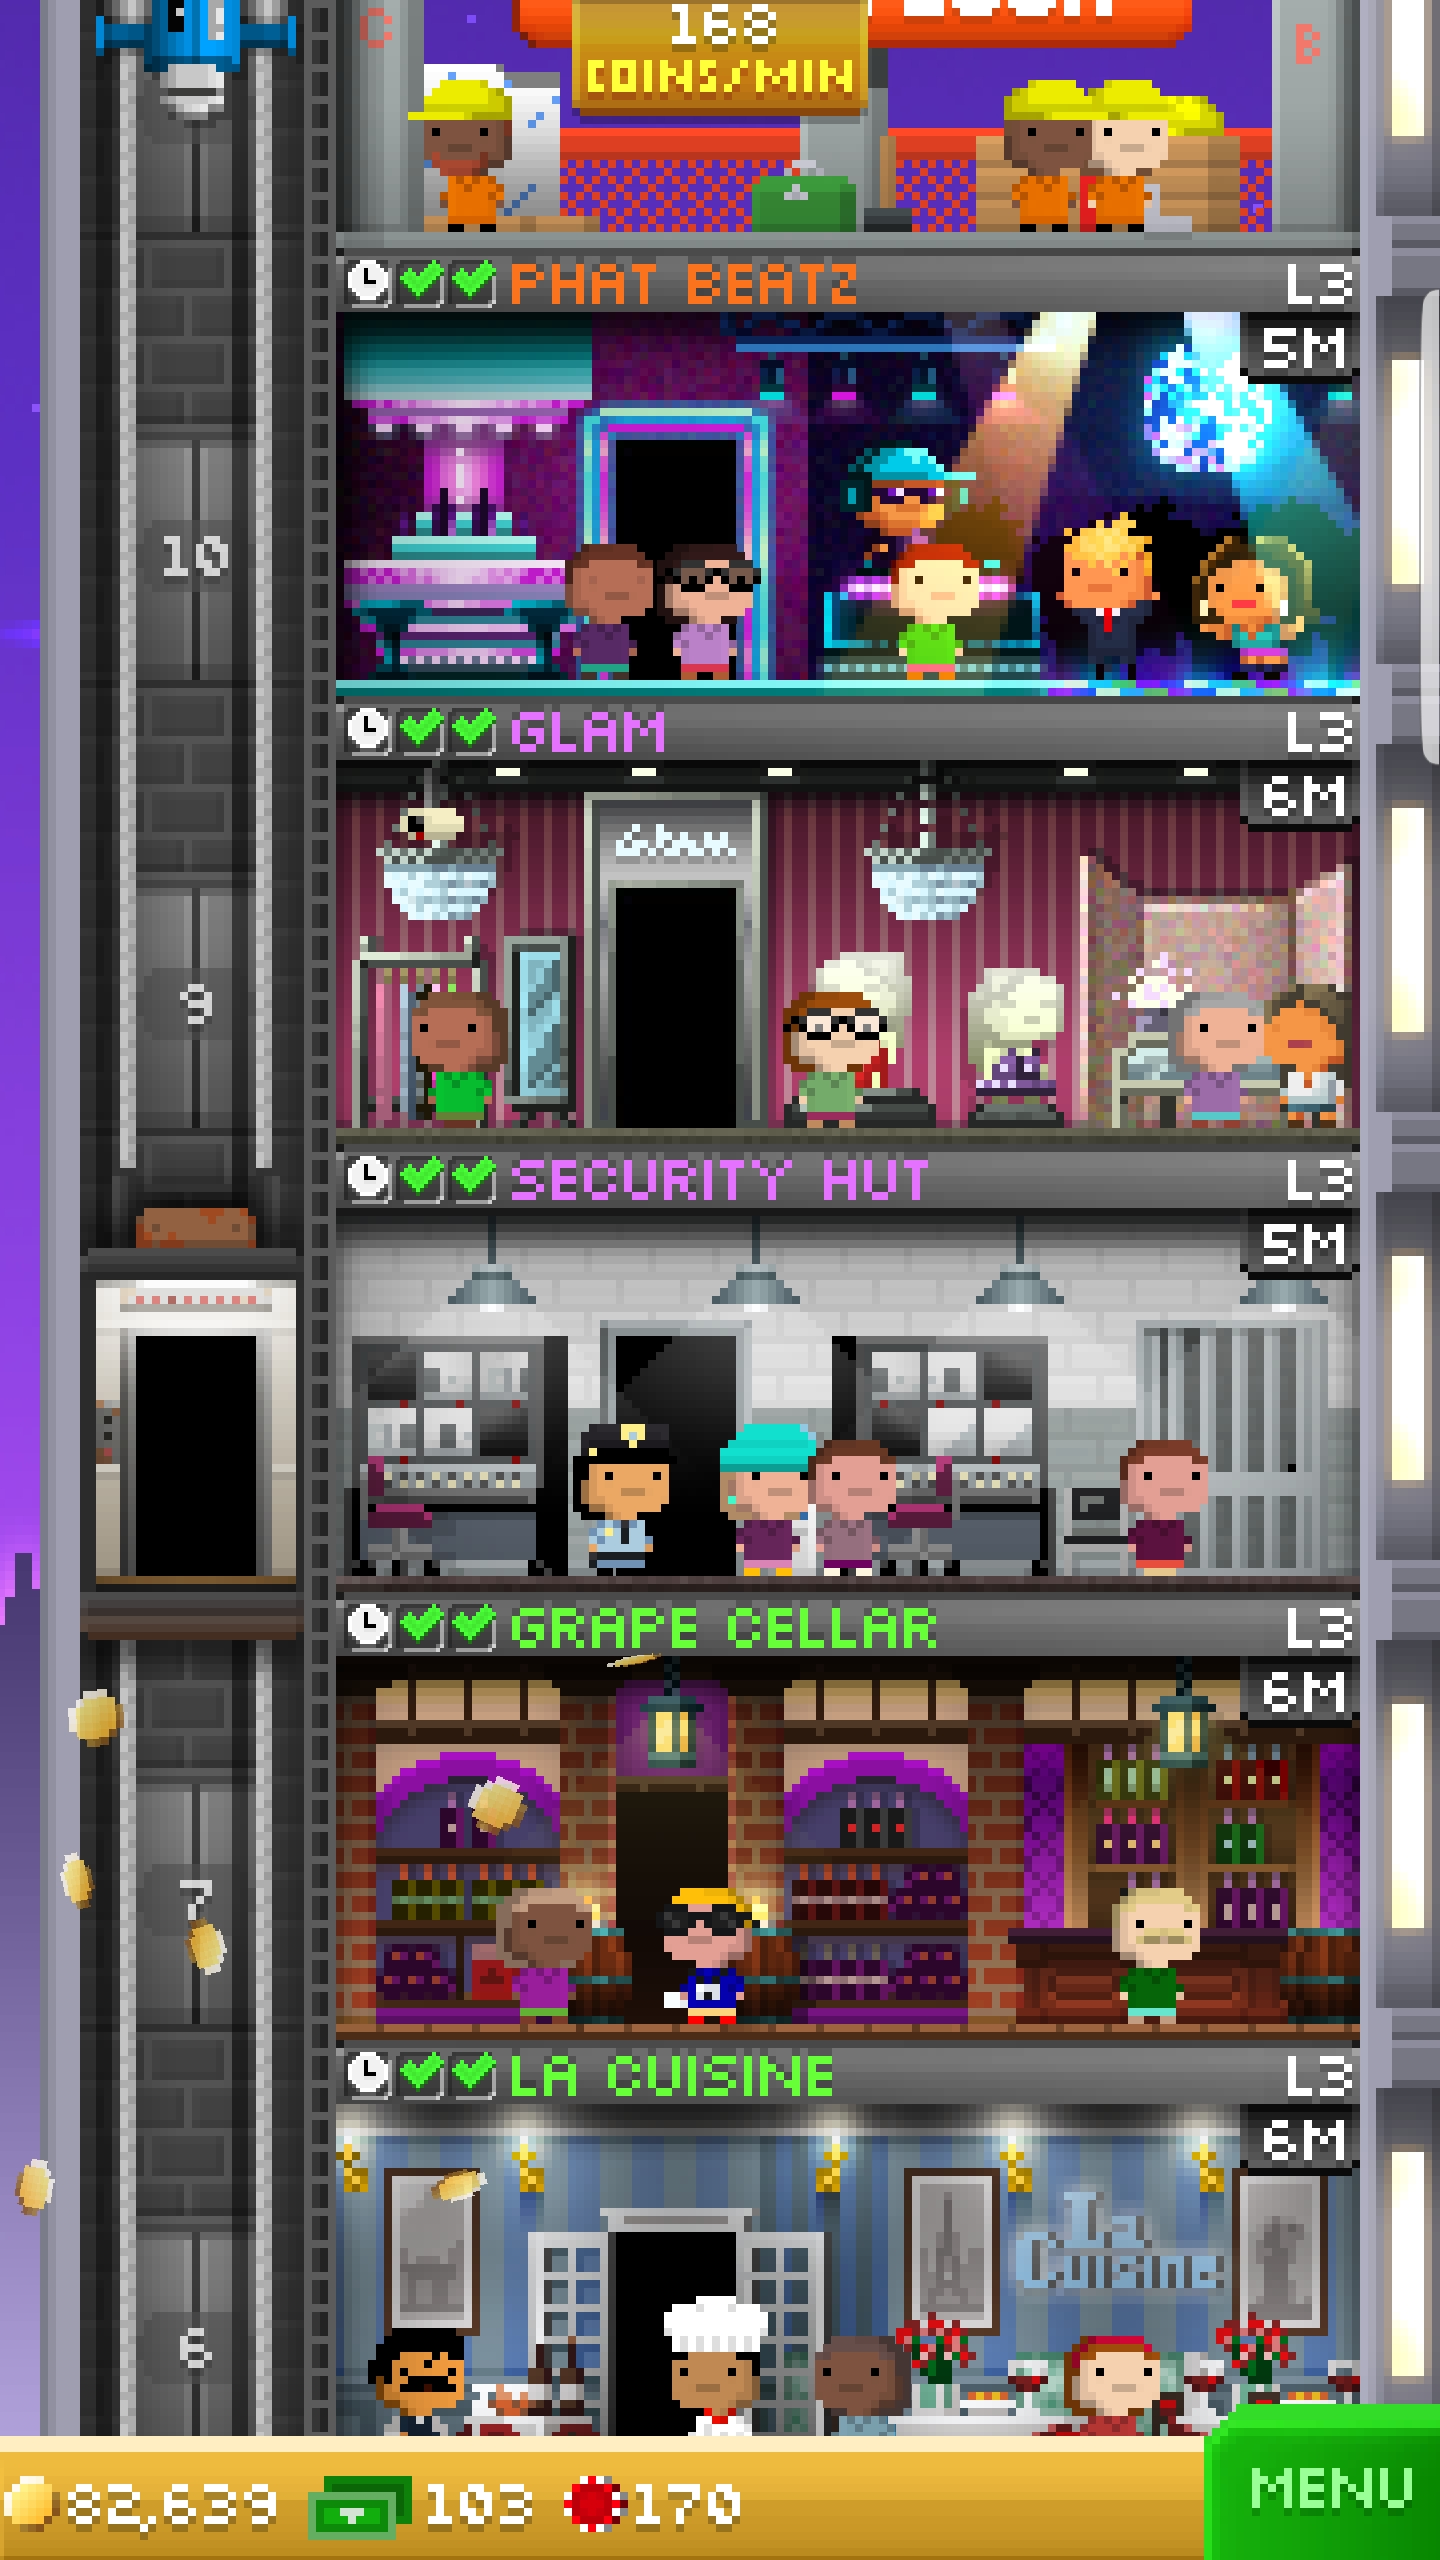 C
B
168
COINS/MIN
PHAT BEATZ
L3
5M
10
GLAM
L3
6M
Glam
9
SECURITY HUT
L3
5M
GRAPE CELLAR
L3
6M
7
LA CUISINE
L3
6M
La
Cuisine
6
82,639
103
170
MENU